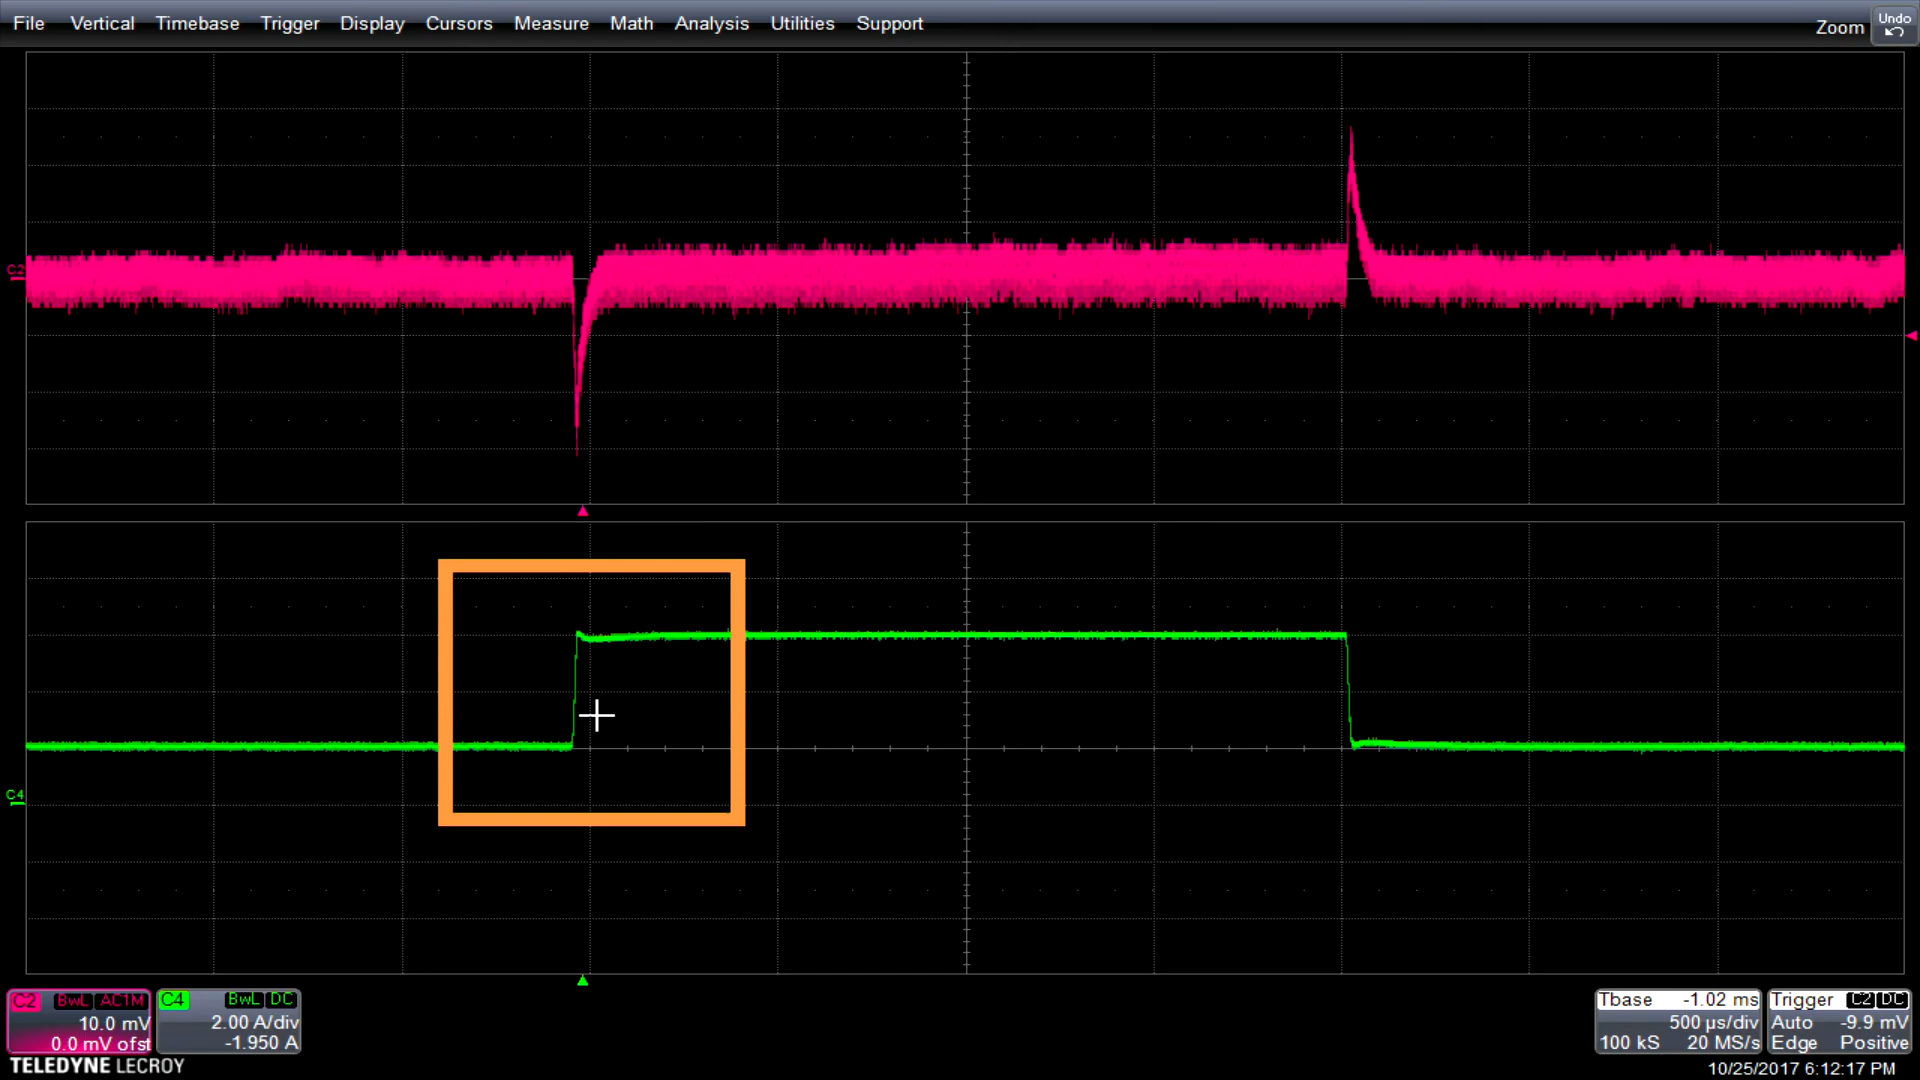 File Vertical Timebase Trigger Display Cursors Measure Math Analysis Utilities Support
Zoom
Undo
C2
C4
C2 BwL AC1M
10.0 mV
0.0 mV ofst
C4 BwL DC
2.00 A/div
-1.950 A
Tbase -1.02 ms
500 µs/div
100 kS 20 MS/s
Trigger C2 DC
Auto -9.9 mV
Edge Positive
TELEDYNE LECROY
10/25/2017 6:12:17 PM